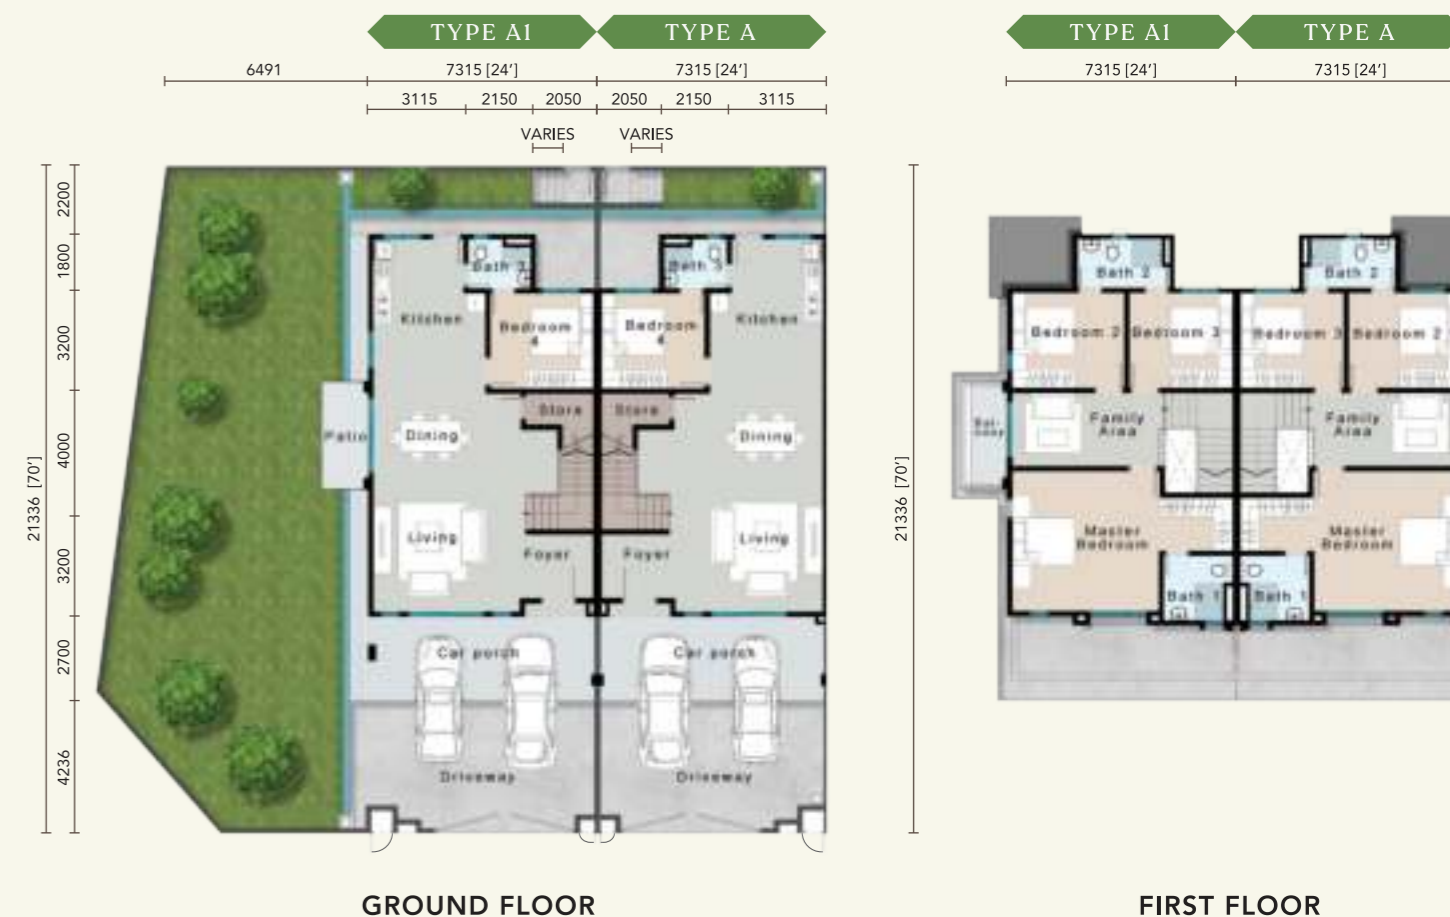 TYPE A1 TYPE A
6491 7315 [24'] 7315 [24']
3115 2150 2050 2050 2150 3115
VARIES VARIES
21336 [70']
2200
1800
3200
4000
3200
2700
4236
Bath 3 Bath 3
Kitchen Bedroom 4 Bedroom 4 Kitchen
Store Store
Patio Dining Dining
Living Foyer Foyer Living
Car porch Car porch
Driveway Driveway
GROUND FLOOR
TYPE A1 TYPE A
7315 [24'] 7315 [24']
21336 [70']
Bath 2 Bath 2
Bedroom 2 Bedroom 3 Bedroom 3 Bedroom 2
Balcony
Family Area Family Area
Master Bedroom Master Bedroom
Bath 1 Bath 1
FIRST FLOOR